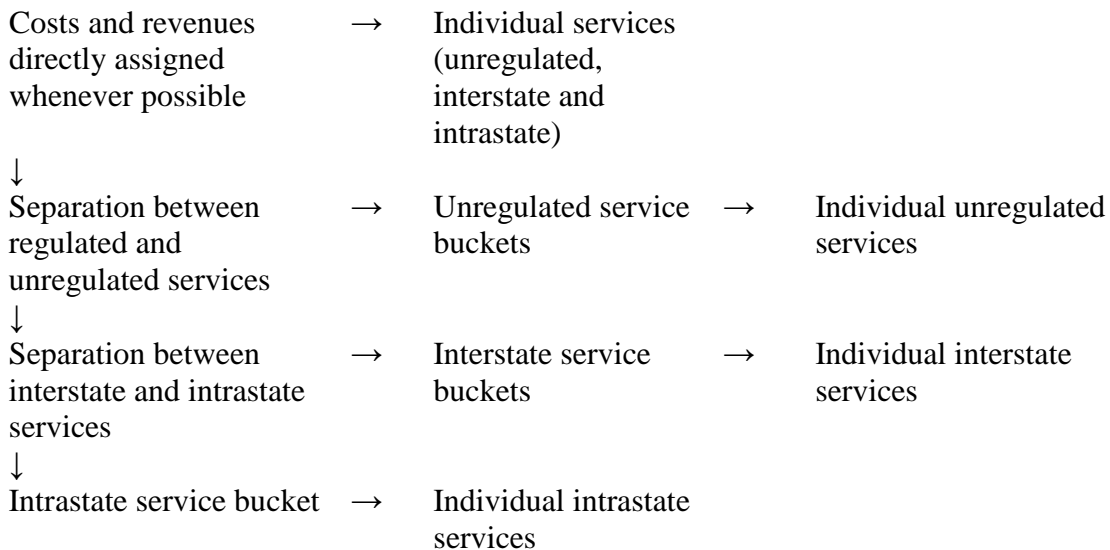 Costs and revenues → Individual services
directly assigned (unregulated,
whenever possible interstate and
intrastate)
↓
Separation between → Unregulated service → Individual unregulated
regulated and buckets services
unregulated services
↓
Separation between → Interstate service → Individual interstate
interstate and intrastate buckets services
services
↓
Intrastate service bucket → Individual intrastate
services